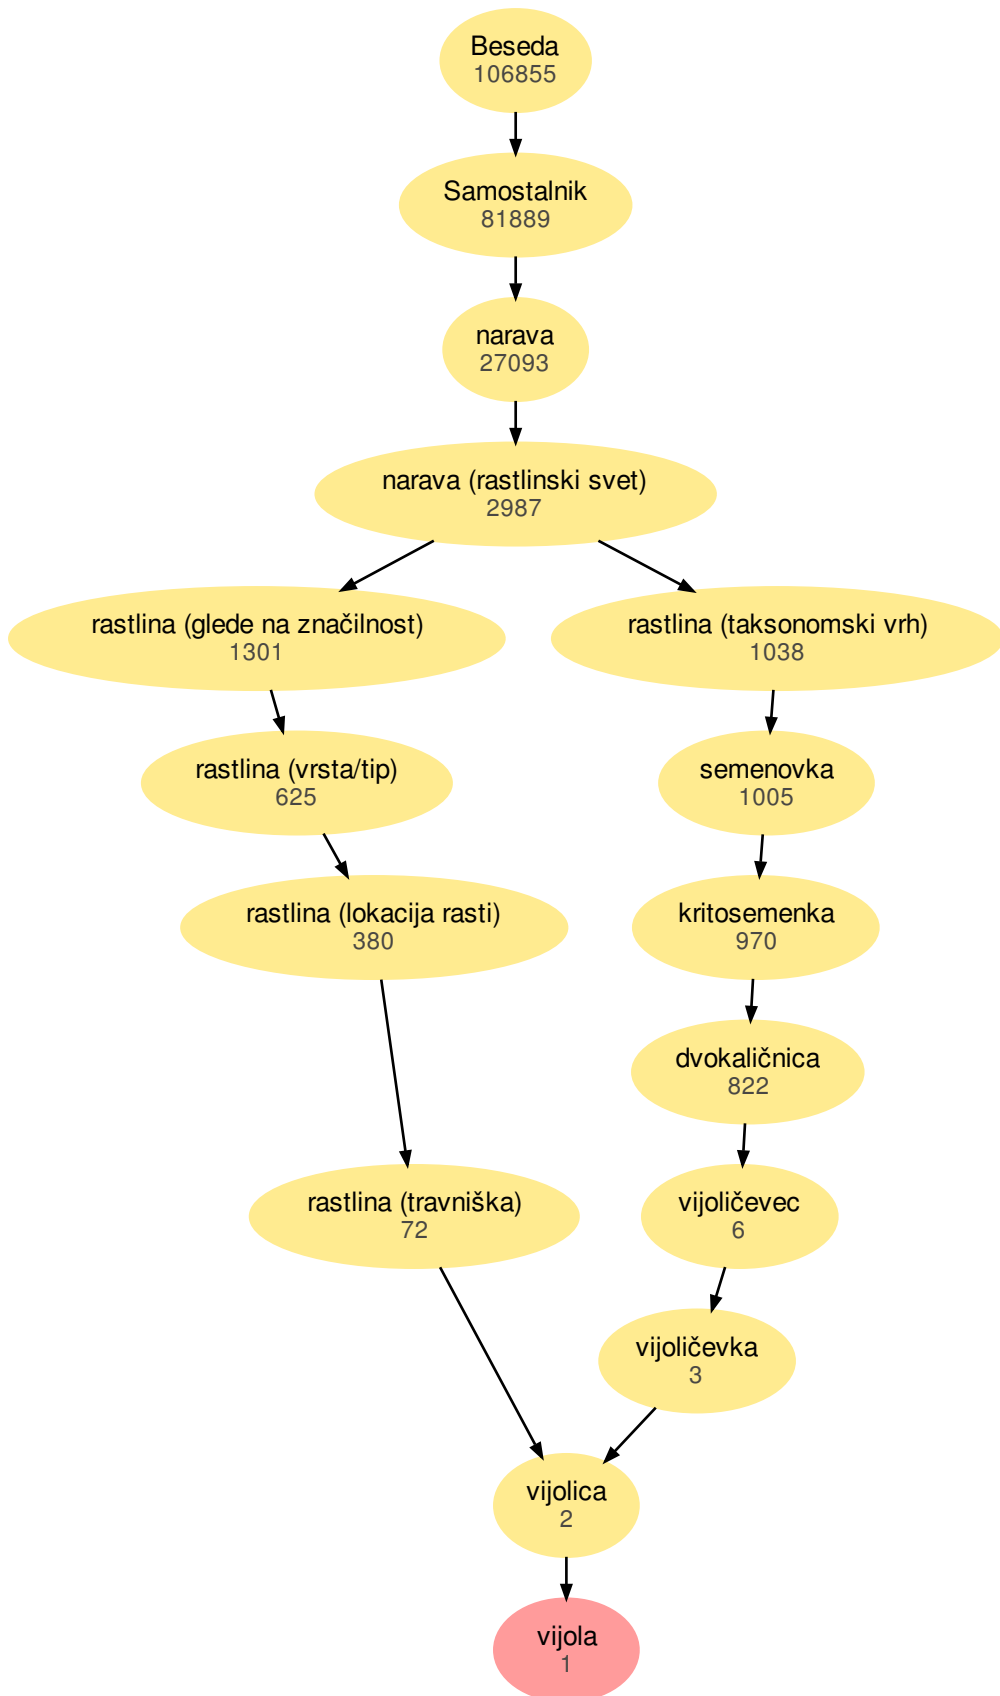 Beseda
106855
Samostalnik
81889
narava
27093
narava (rastlinski svet)
2987
rastlina (glede na značilnost)
1301
rastlina (taksonomski vrh)
1038
rastlina (vrsta/tip)
625
semenovka
1005
rastlina (lokacija rasti)
380
kritosemenka
970
dvokaličnica
822
rastlina (travniška)
72
vijoličevec
6
vijoličevka
3
vijolica
2
vijola
1